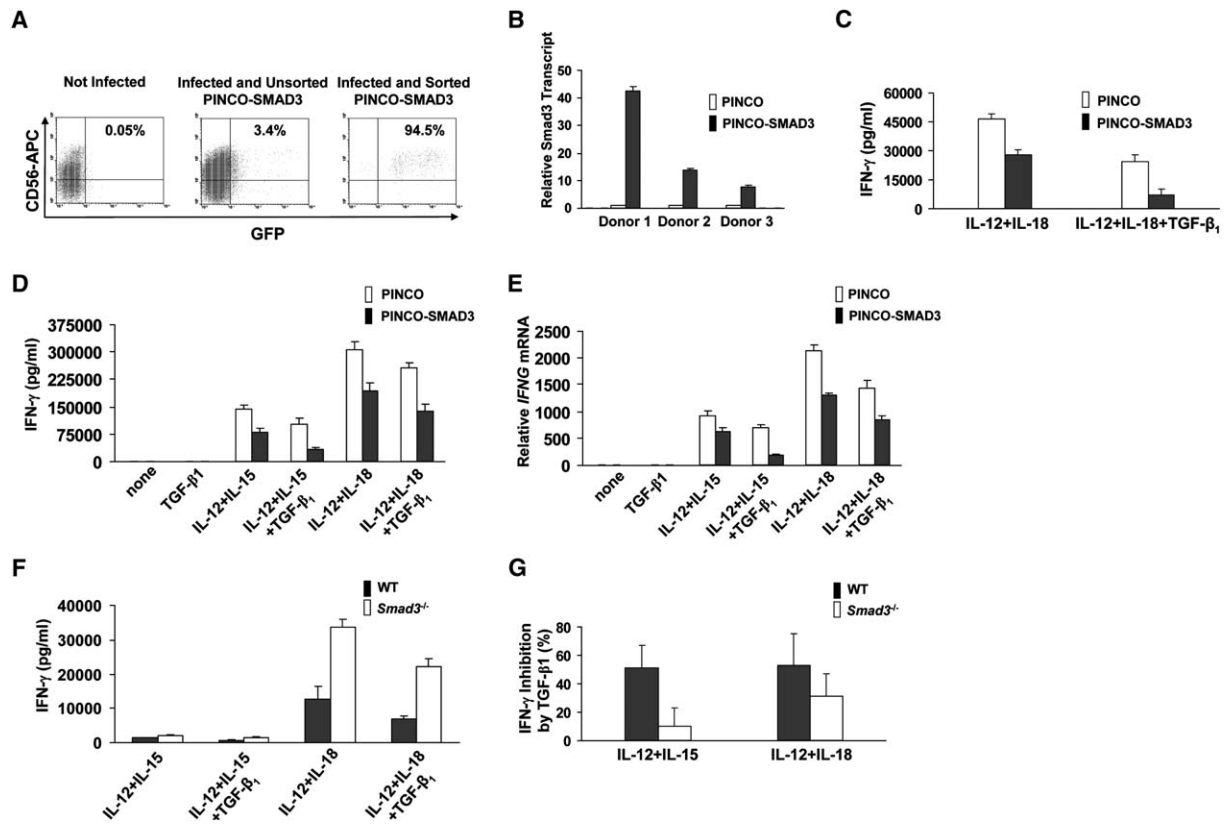 A
Not Infected
Infected and Unsorted
PINCO-SMAD3
Infected and Sorted
PINCO-SMAD3
0.05%
3.4%
94.5%
CD56-APC
GFP
B
PINCO
PINCO-SMAD3
Relative Smad3 Transcript
50
40
30
20
10
0
Donor 1
Donor 2
Donor 3
C
PINCO
PINCO-SMAD3
IFN-γ (pg/ml)
60000
45000
30000
15000
0
IL-12+IL-18
IL-12+IL-18+TGF-β₁
D
PINCO
PINCO-SMAD3
IFN-γ (pg/ml)
375000
300000
225000
150000
75000
0
none
TGF-β1
IL-12+IL-15
IL-12+IL-15
+TGF-β₁
IL-12+IL-18
IL-12+IL-18
+TGF-β₁
E
PINCO
PINCO-SMAD3
Relative IFNG mRNA
2500
2000
1500
1000
500
0
none
TGF-β1
IL-12+IL-15
IL-12+IL-15
+TGF-β₁
IL-12+IL-18
IL-12+IL-18
+TGF-β₁
F
WT
Smad3⁻/⁻
IFN-γ (pg/ml)
40000
30000
20000
10000
0
IL-12+IL-15
IL-12+IL-15
+TGF-β₁
IL-12+IL-18
IL-12+IL-18
+TGF-β₁
G
WT
Smad3⁻/⁻
IFN-γ Inhibition
by TGF-β1 (%)
80
60
40
20
0
IL-12+IL-15
IL-12+IL-18